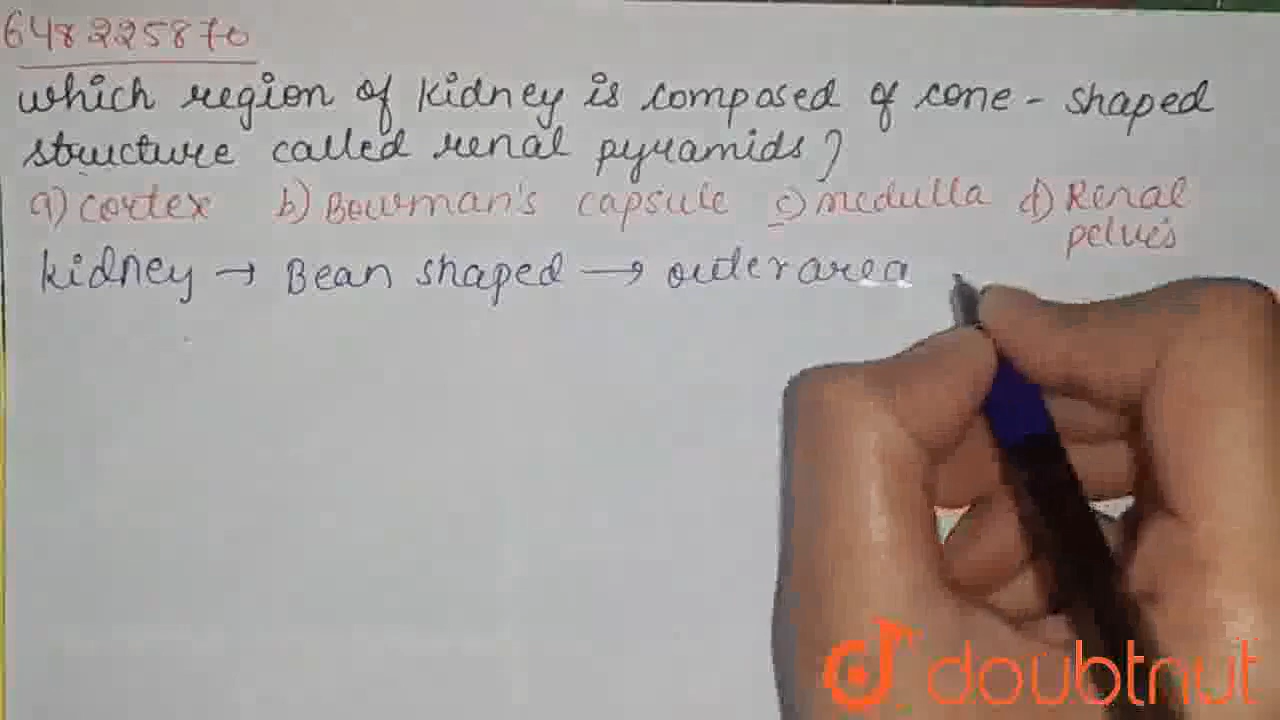 648225870
which region of kidney is composed of cone - shaped
structure called renal pyramids?
a) cortex b) Bowman's capsule c) medulla d) Renal
pelvis
kidney → Bean shaped → outer area
doubtnut